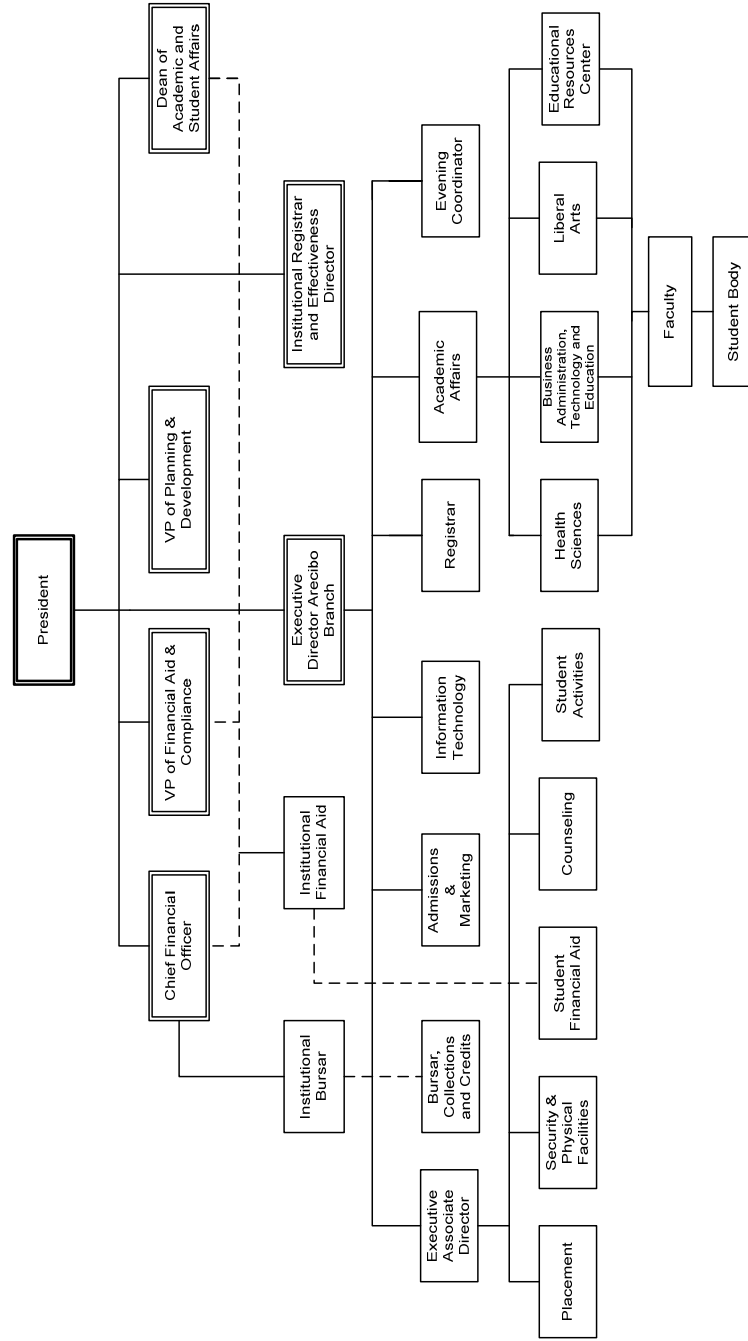 President
Chief Financial
Officer
VP of Financial Aid &
Compliance
VP of Planning &
Development
Dean of
Academic and
Student Affairs
Institutional
Bursar
Institutional
Financial Aid
Executive
Director Arecibo
Branch
Institutional Registrar
and Effectiveness
Director
Executive
Associate
Director
Bursar,
Collections
and Credits
Admissions
&
Marketing
Information
Technology
Registrar
Academic
Affairs
Evening
Coordinator
Placement
Security &
Physical
Facilities
Student
Financial Aid
Counseling
Student
Activities
Health
Sciences
Business
Administration,
Technology and
Education
Liberal
Arts
Educational
Resources
Center
Faculty
Student Body